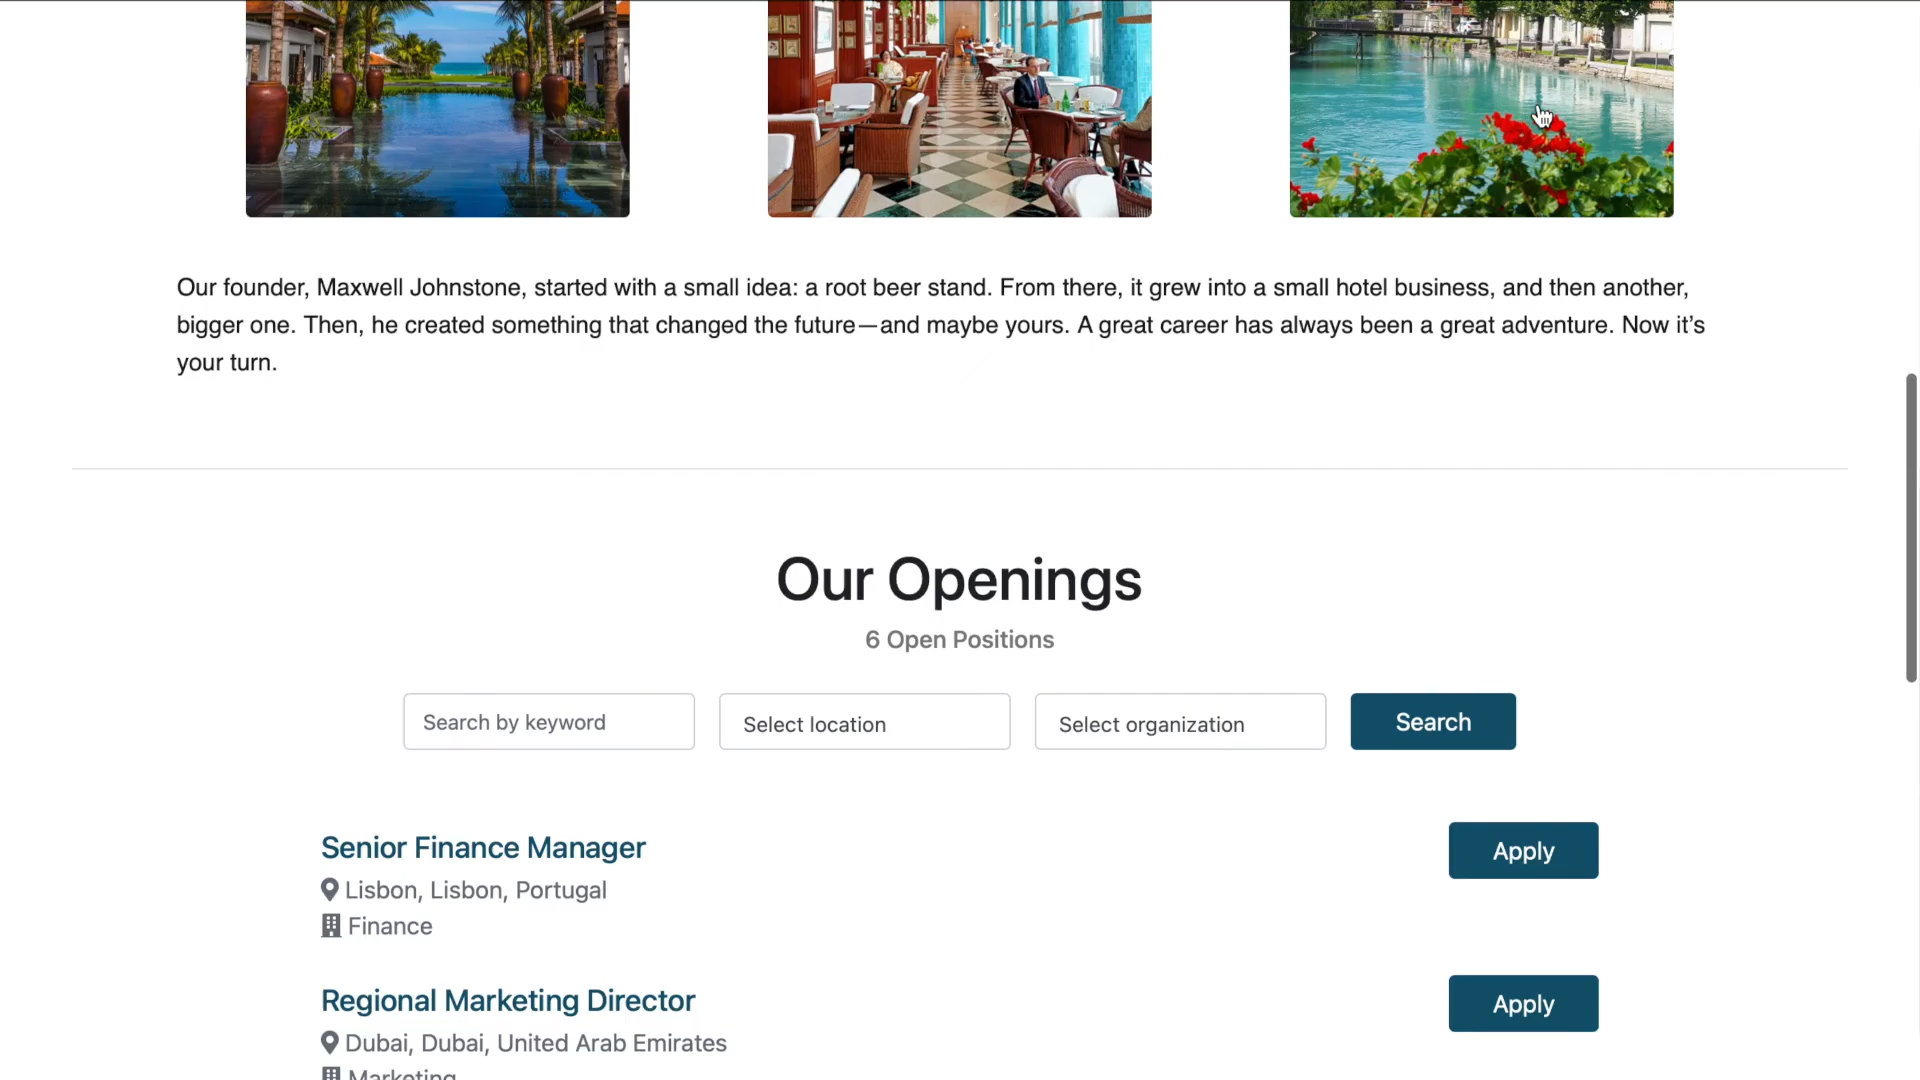 Our founder, Maxwell Johnstone, started with a small idea: a root beer stand. From there, it grew into a small hotel business, and then another,
bigger one. Then, he created something that changed the future—and maybe yours. A great career has always been a great adventure. Now it’s
your turn.
Our Openings
6 Open Positions
Search by keyword
Select location
Select organization
Search
Senior Finance Manager
Apply
Lisbon, Lisbon, Portugal
Finance
Regional Marketing Director
Apply
Dubai, Dubai, United Arab Emirates
Marketing